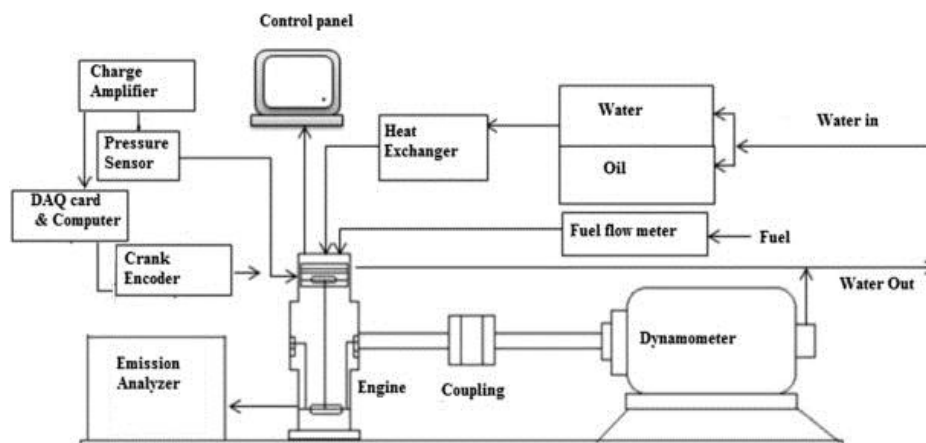 Control panel
Charge
Amplifier
Pressure
Sensor
DAQ card
& Computer
Crank
Encoder
Heat
Exchanger
Water
Oil
Water in
Fuel flow meter
Fuel
Water Out
Dynamometer
Emission
Analyzer
Engine
Coupling